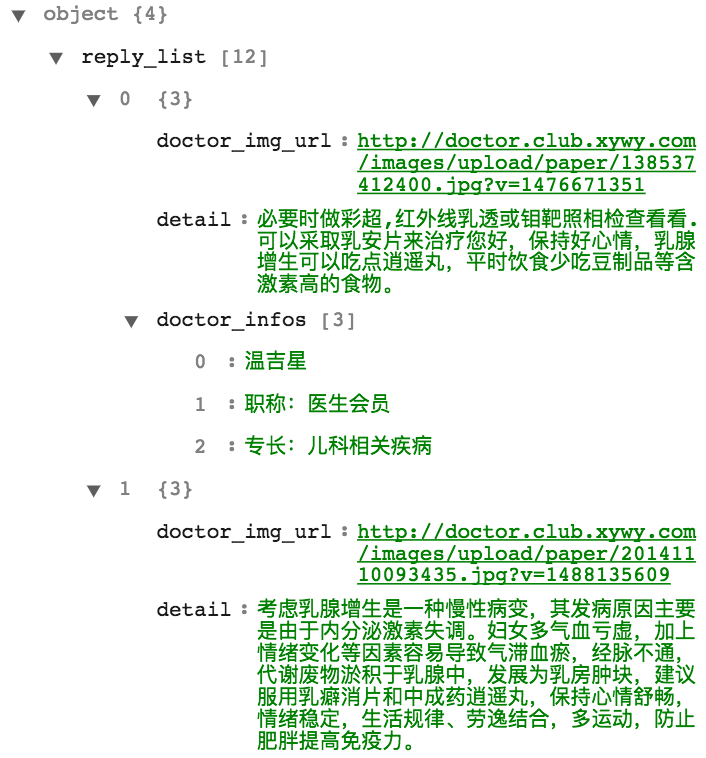 ▼ object {4}
▼ reply_list [12]
▼ 0 {3}
doctor_img_url : http://doctor.club.xywy.com
/images/upload/paper/138537
412400.jpg?v=1476671351
detail : 必要时做彩超,红外线乳透或钼靶照相检查看看.
可以采取乳安片来治疗您好，保持好心情，乳腺
增生可以吃点逍遥丸，平时饮食少吃豆制品等含
激素高的食物。
▼ doctor_infos [3]
0 : 温吉星
1 : 职称：医生会员
2 : 专长：儿科相关疾病
▼ 1 {3}
doctor_img_url : http://doctor.club.xywy.com
/images/upload/paper/201411
10093435.jpg?v=1488135609
detail : 考虑乳腺增生是一种慢性病变，其发病原因主要
是由于内分泌激素失调。妇女多气血亏虚，加上
情绪变化等因素容易导致气滞血瘀，经脉不通，
代谢废物淤积于乳腺中，发展为乳房肿块，建议
服用乳癖消片和中成药逍遥丸，保持心情舒畅，
情绪稳定，生活规律、劳逸结合，多运动，防止
肥胖提高免疫力。